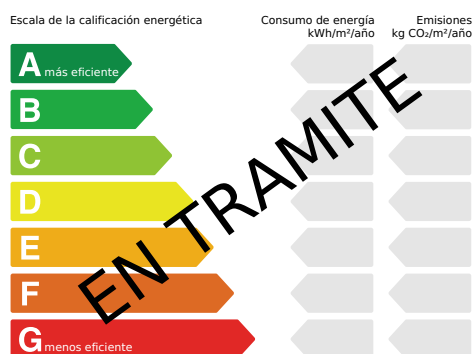 Escala de la calificación energética
Consumo de energía
kWh/m²/año
Emisiones
kg CO₂/m²/año
A más eficiente
B
C
D
E
F
G menos eficiente
EN TRAMITE